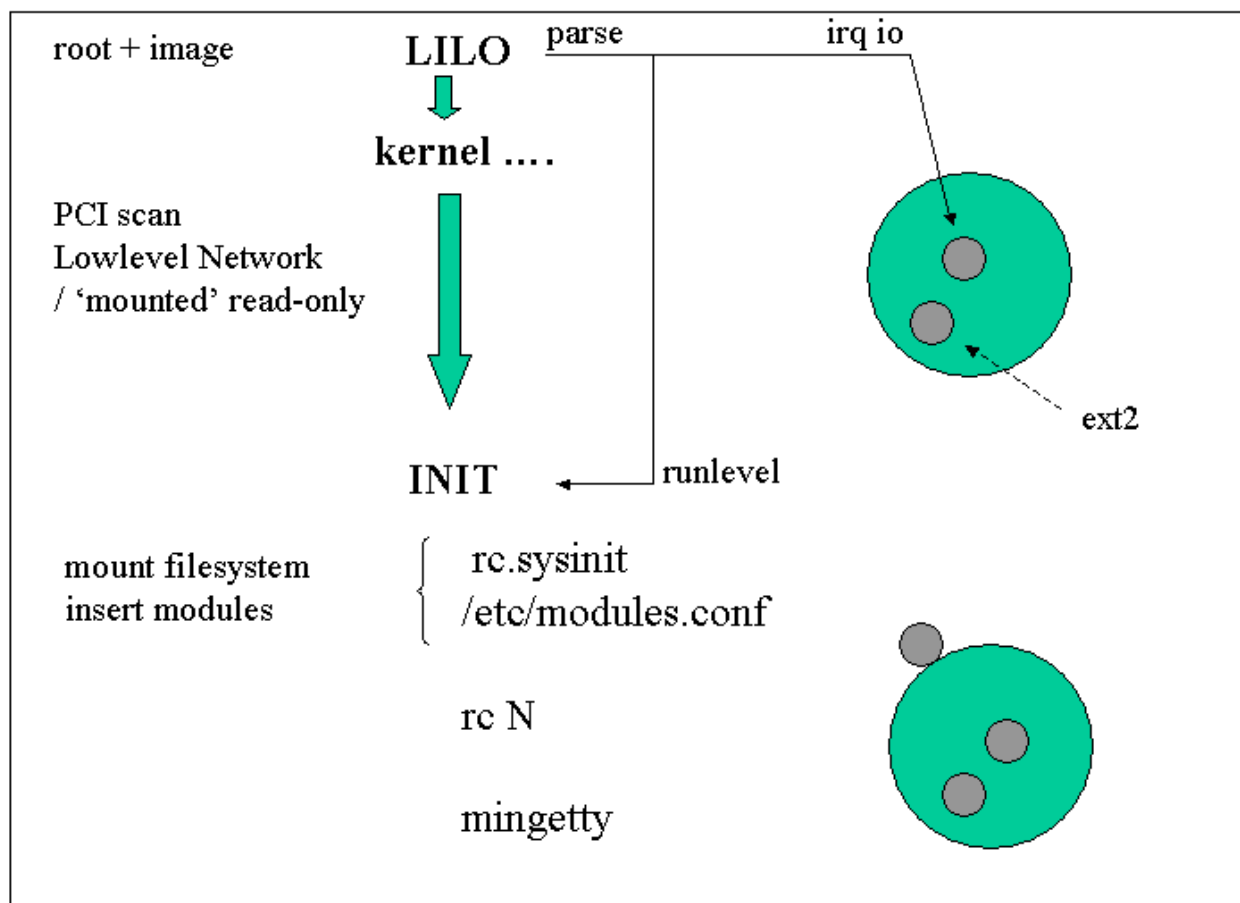 root + image
LILO
parse
irq io
kernel ....
PCI scan
Lowlevel Network
/ ‘mounted’ read-only
ext2
INIT
runlevel
mount filesystem
insert modules
rc.sysinit
/etc/modules.conf
rc N
mingetty